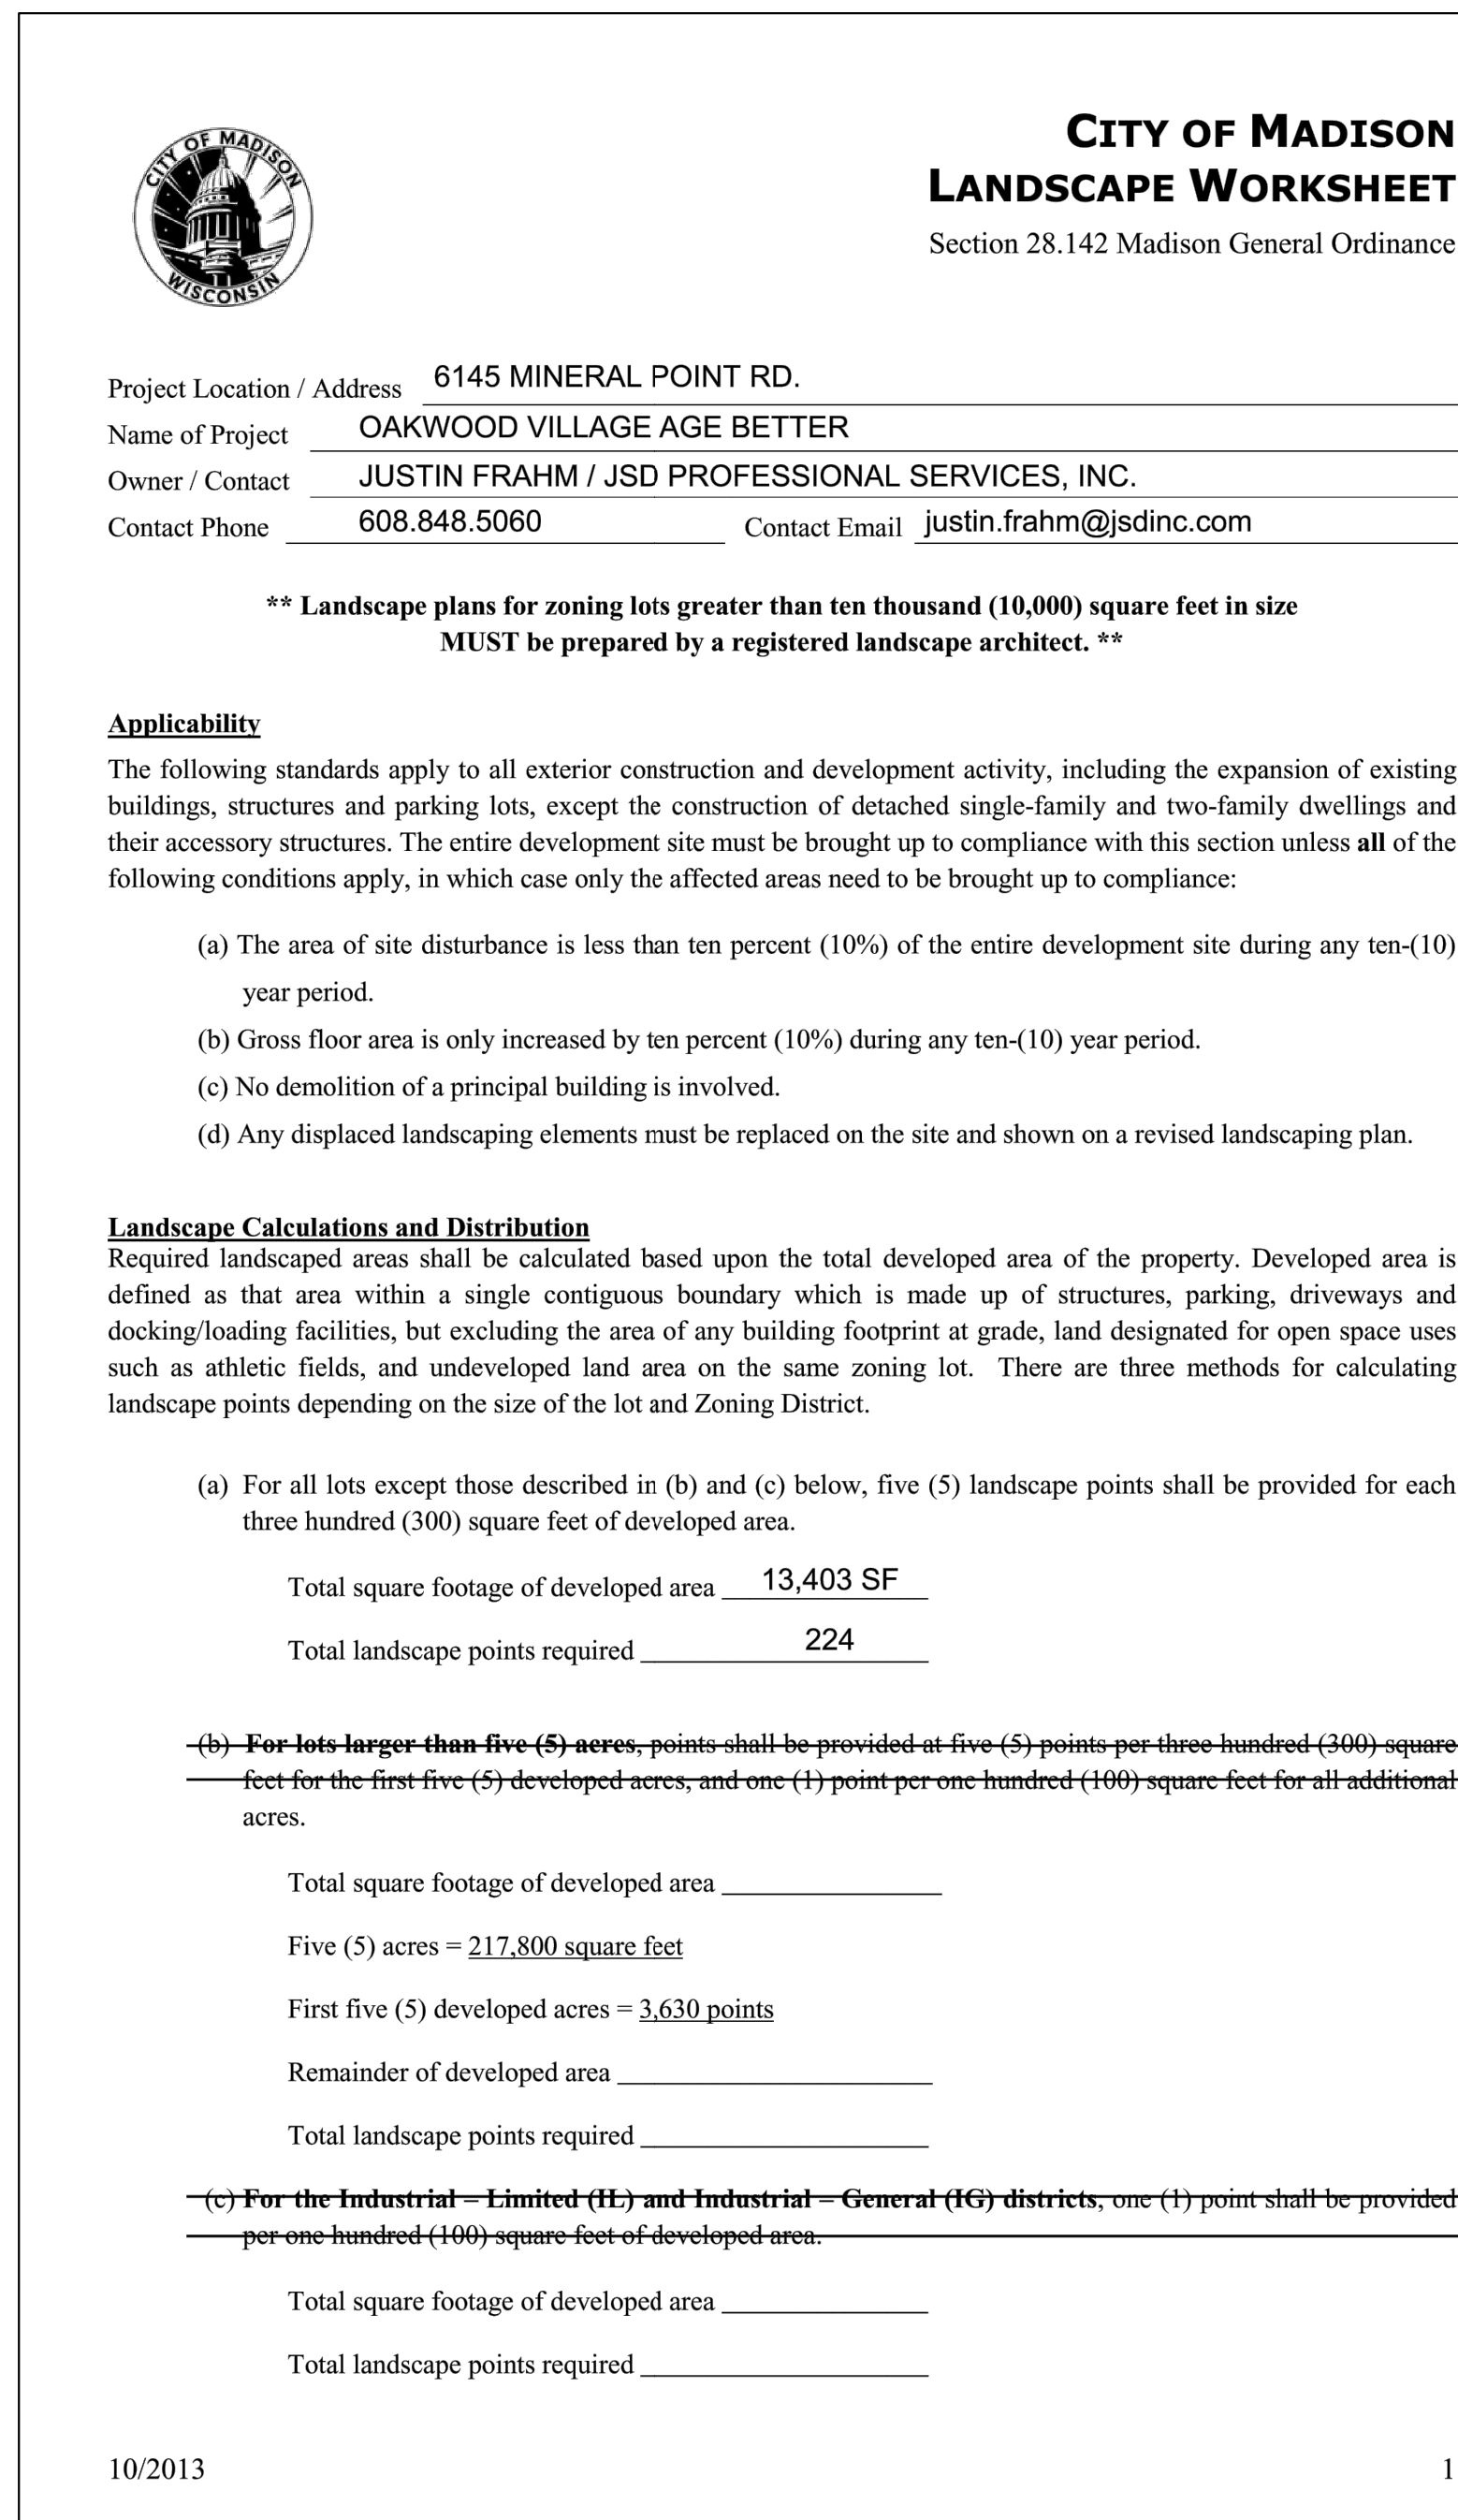 CITY OF MADISON
WISCONSIN
CITY OF MADISON
LANDSCAPE WORKSHEET
Section 28.142 Madison General Ordinance
Project Location / Address 6145 MINERAL POINT RD.
Name of Project OAKWOOD VILLAGE AGE BETTER
Owner / Contact JUSTIN FRAHM / JSD PROFESSIONAL SERVICES, INC.
Contact Phone 608.848.5060 Contact Email justin.frahm@jsdinc.com
** Landscape plans for zoning lots greater than ten thousand (10,000) square feet in size
MUST be prepared by a registered landscape architect. **
Applicability
The following standards apply to all exterior construction and development activity, including the expansion of existing
buildings, structures and parking lots, except the construction of detached single-family and two-family dwellings and
their accessory structures. The entire development site must be brought up to compliance with this section unless all of the
following conditions apply, in which case only the affected areas need to be brought up to compliance:
(a) The area of site disturbance is less than ten percent (10%) of the entire development site during any ten-(10)
year period.
(b) Gross floor area is only increased by ten percent (10%) during any ten-(10) year period.
(c) No demolition of a principal building is involved.
(d) Any displaced landscaping elements must be replaced on the site and shown on a revised landscaping plan.
Landscape Calculations and Distribution
Required landscaped areas shall be calculated based upon the total developed area of the property. Developed area is
defined as that area within a single contiguous boundary which is made up of structures, parking, driveways and
docking/loading facilities, but excluding the area of any building footprint at grade, land designated for open space uses
such as athletic fields, and undeveloped land area on the same zoning lot. There are three methods for calculating
landscape points depending on the size of the lot and Zoning District.
(a) For all lots except those described in (b) and (c) below, five (5) landscape points shall be provided for each
three hundred (300) square feet of developed area.
Total square footage of developed area 13,403 SF
Total landscape points required 224
(b) For lots larger than five (5) acres, points shall be provided at five (5) points per three hundred (300) square
feet for the first five (5) developed acres, and one (1) point per one hundred (100) square feet for all additional
acres.
Total square footage of developed area
Five (5) acres = 217,800 square feet
First five (5) developed acres = 3,630 points
Remainder of developed area
Total landscape points required
(c) For the Industrial – Limited (IL) and Industrial – General (IG) districts, one (1) point shall be provided
per one hundred (100) square feet of developed area.
Total square footage of developed area
Total landscape points required
10/2013 1